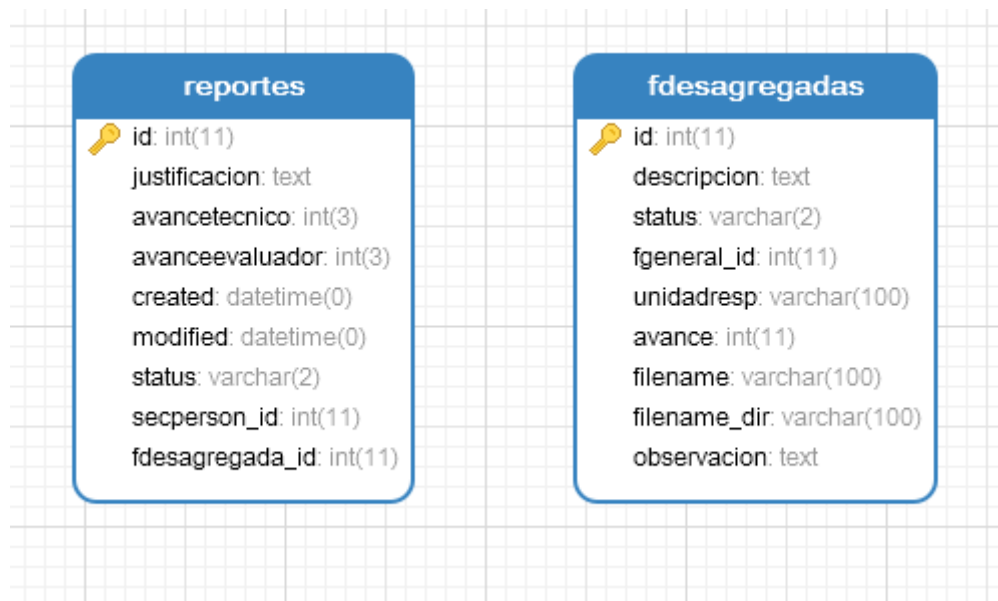 reportes
id: int(11)
justificacion: text
avancetecnico: int(3)
avanceevaluador: int(3)
created: datetime(0)
modified: datetime(0)
status: varchar(2)
secperson_id: int(11)
fdesagregada_id: int(11)
fdesagregadas
id: int(11)
descripcion: text
status: varchar(2)
fgeneral_id: int(11)
unidadresp: varchar(100)
avance: int(11)
filename: varchar(100)
filename_dir: varchar(100)
observacion: text